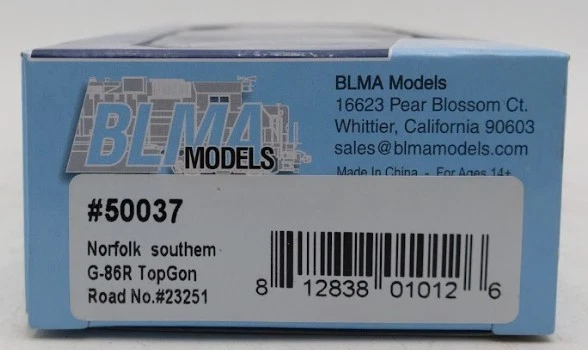 BLMA
MODELS
BLMA Models
16623 Pear Blossom Ct.
Whittier, California 90603
sales@blmamodels.com
Made In China - For Ages 14+
#50037
Norfolk southern
G-86R TopGon
Road No.#23251
8 12838 01012 6